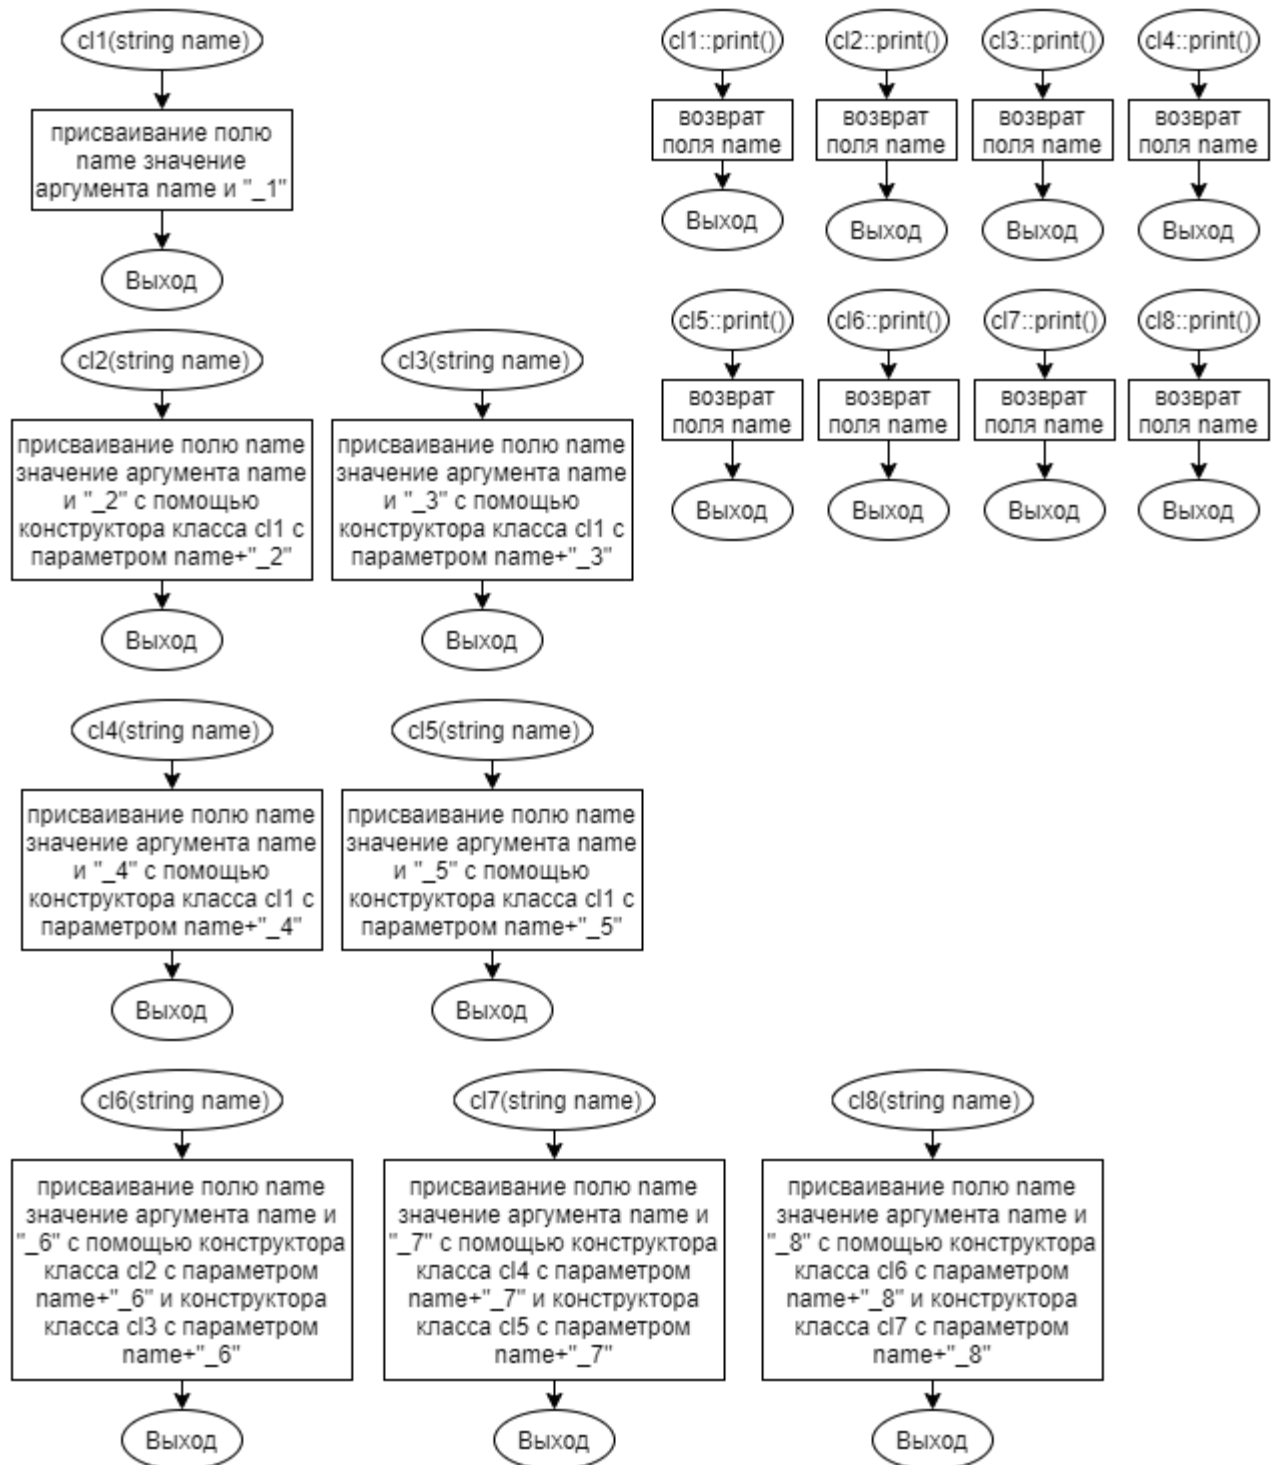 cl1(string name)
присваивание полю
name значение
аргумента name и "_1"
Выход
cl1::print()
возврат
поля name
Выход
cl2::print()
возврат
поля name
Выход
cl3::print()
возврат
поля name
Выход
cl4::print()
возврат
поля name
Выход
cl5::print()
возврат
поля name
Выход
cl6::print()
возврат
поля name
Выход
cl7::print()
возврат
поля name
Выход
cl8::print()
возврат
поля name
Выход
cl2(string name)
присваивание полю name
значение аргумента name
и "_2" с помощью
конструктора класса cl1 с
параметром name+"_2"
Выход
cl3(string name)
присваивание полю name
значение аргумента name
и "_3" с помощью
конструктора класса cl1 с
параметром name+"_3"
Выход
cl4(string name)
присваивание полю name
значение аргумента name
и "_4" с помощью
конструктора класса cl1 с
параметром name+"_4"
Выход
cl5(string name)
присваивание полю name
значение аргумента name
и "_5" с помощью
конструктора класса cl1 с
параметром name+"_5"
Выход
cl6(string name)
присваивание полю name
значение аргумента name и
"_6" с помощью конструктора
класса cl2 с параметром
name+"_6" и конструктора
класса cl3 с параметром
name+"_6"
Выход
cl7(string name)
присваивание полю name
значение аргумента name и
"_7" с помощью конструктора
класса cl4 с параметром
name+"_7" и конструктора
класса cl5 с параметром
name+"_7"
Выход
cl8(string name)
присваивание полю name
значение аргумента name и
"_8" с помощью конструктора
класса cl6 с параметром
name+"_8" и конструктора
класса cl7 с параметром
name+"_8"
Выход